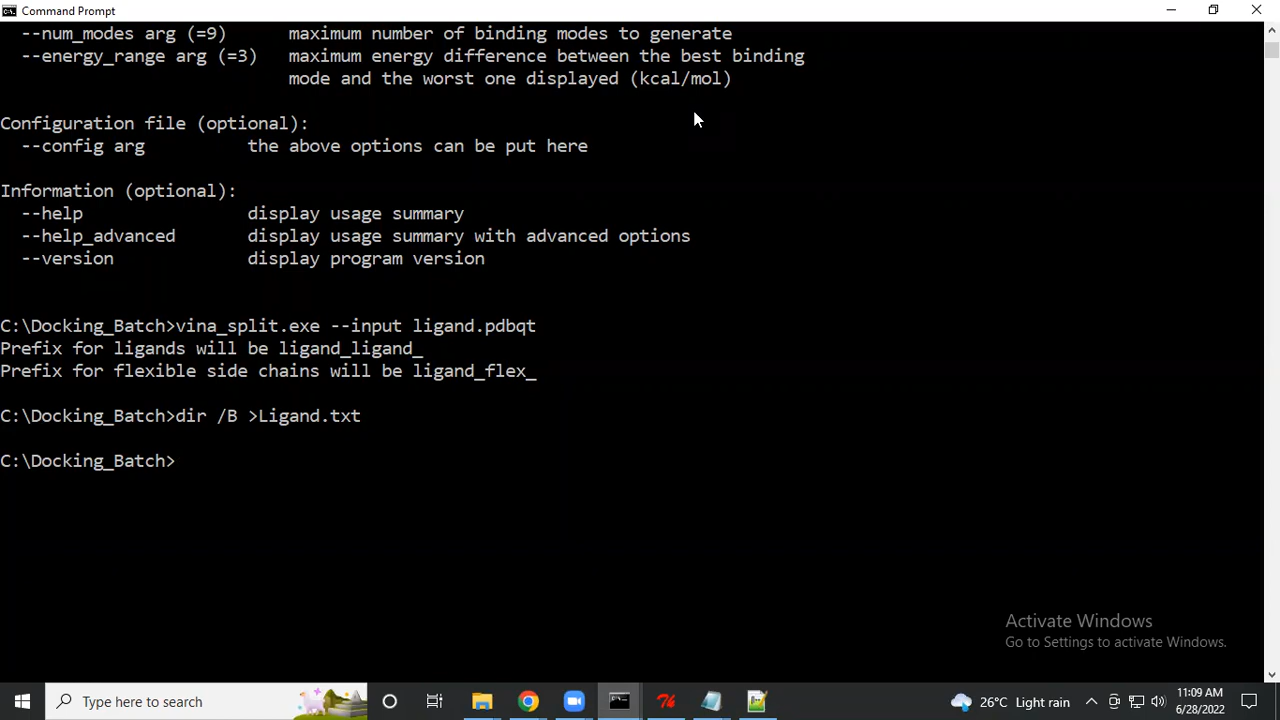 Command Prompt
--num_modes arg (=9) maximum number of binding modes to generate
--energy_range arg (=3) maximum energy difference between the best binding
mode and the worst one displayed (kcal/mol)
Configuration file (optional):
--config arg the above options can be put here
Information (optional):
--help display usage summary
--help_advanced display usage summary with advanced options
--version display program version
C:\Docking_Batch>vina_split.exe --input ligand.pdbqt
Prefix for ligands will be ligand_ligand_
Prefix for flexible side chains will be ligand_flex_
C:\Docking_Batch>dir /B >Ligand.txt
C:\Docking_Batch>
Activate Windows
Go to Settings to activate Windows.
Type here to search
26°C Light rain
11:09 AM
6/28/2022